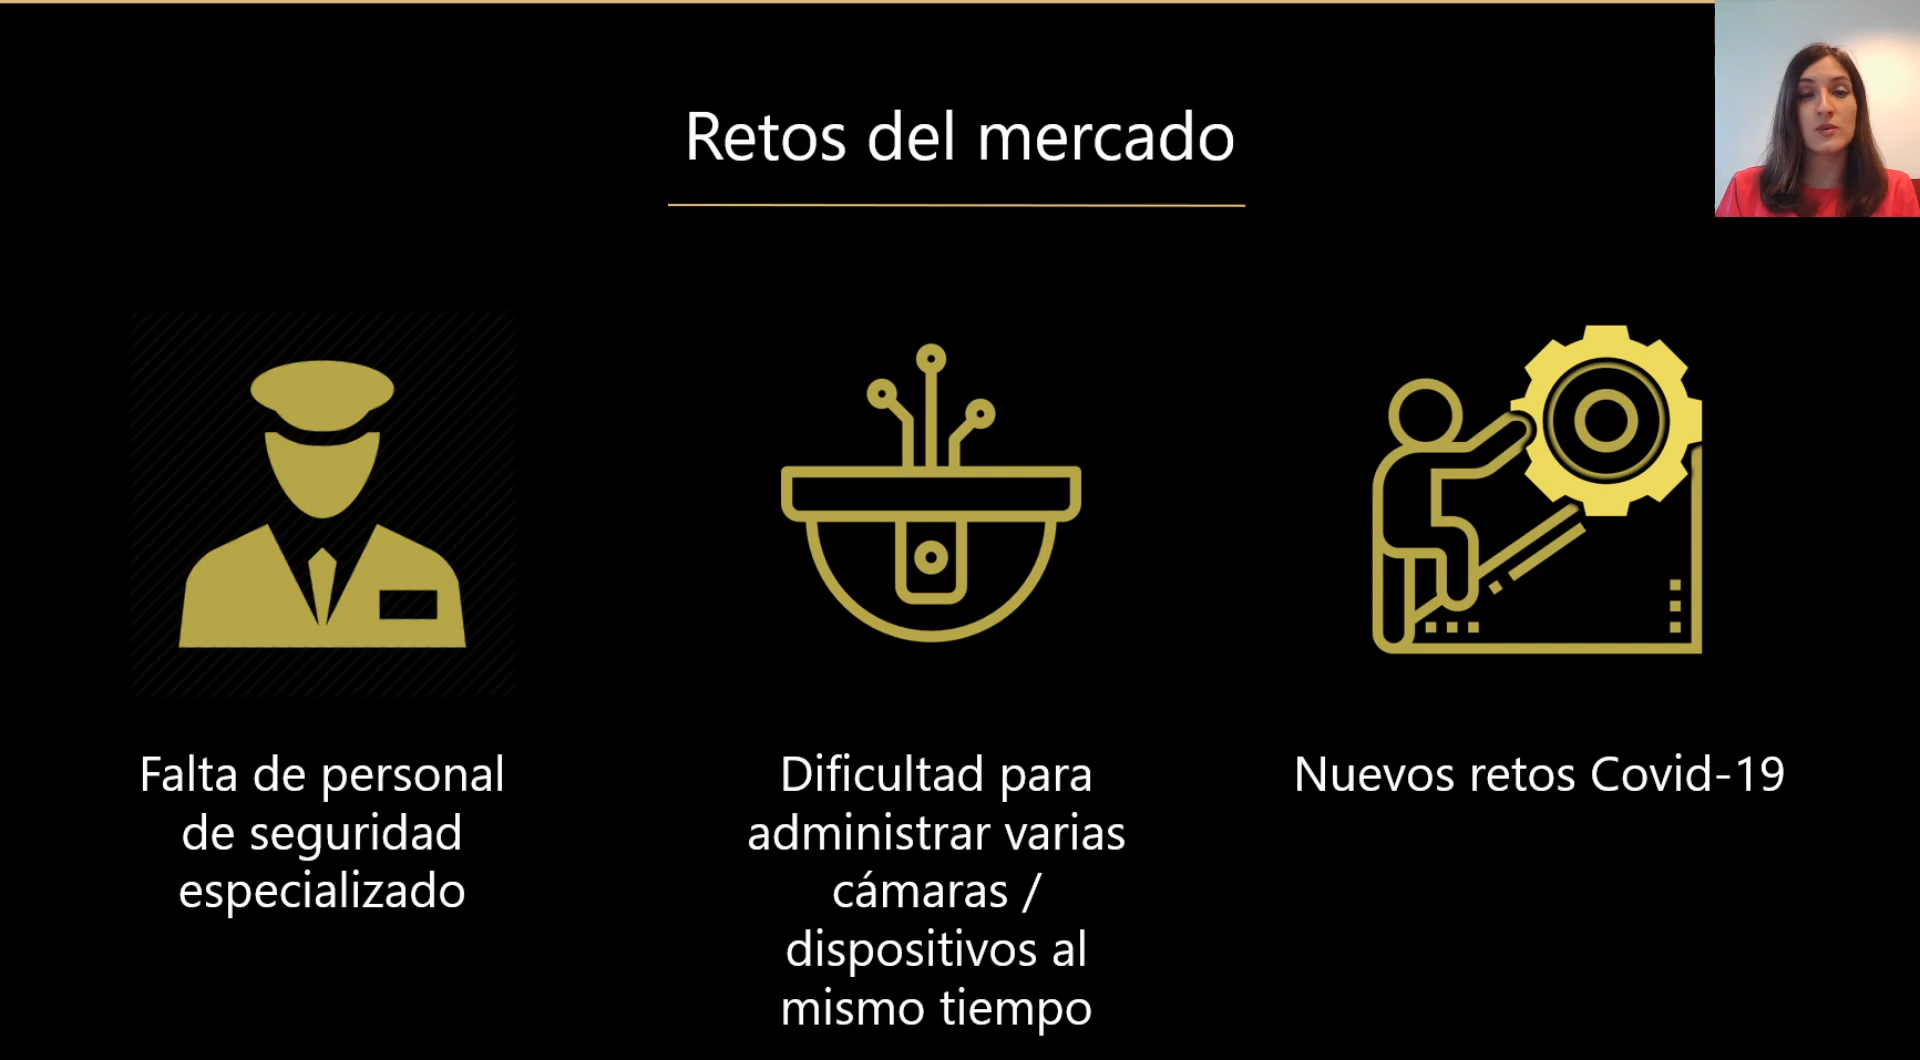 Retos del mercado
Falta de personal
de seguridad
especializado
Dificultad para
administrar varias
cámaras /
dispositivos al
mismo tiempo
Nuevos retos Covid-19